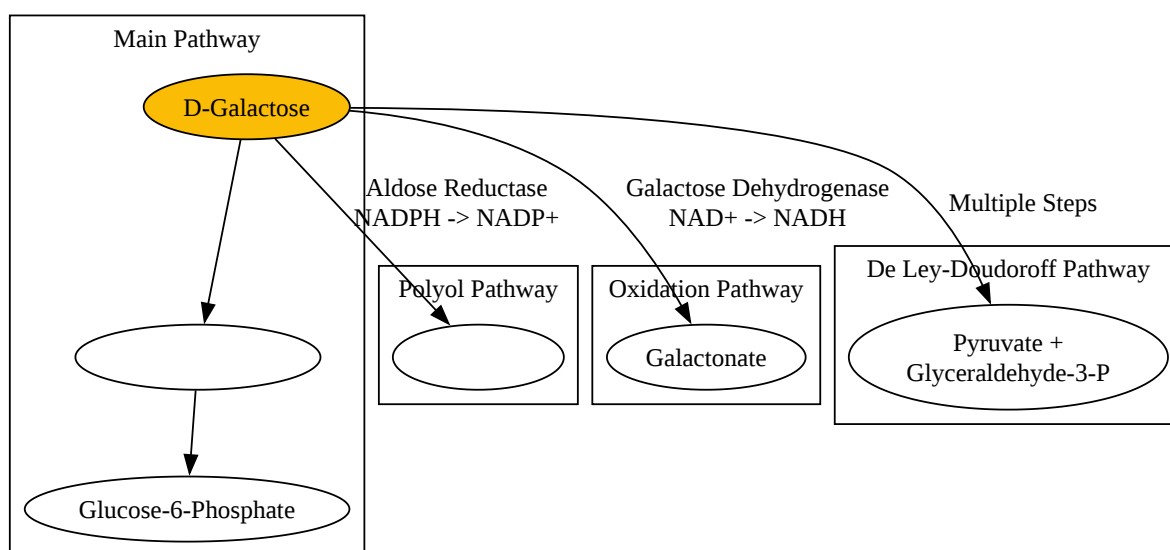 Main Pathway
D-Galactose
Aldose Reductase
NADPH -> NADP+
Galactose Dehydrogenase
NAD+ -> NADH
Multiple Steps
Polyol Pathway
Oxidation Pathway
De Ley-Doudoroff Pathway
Galactonate
Pyruvate +
Glyceraldehyde-3-P
Glucose-6-Phosphate